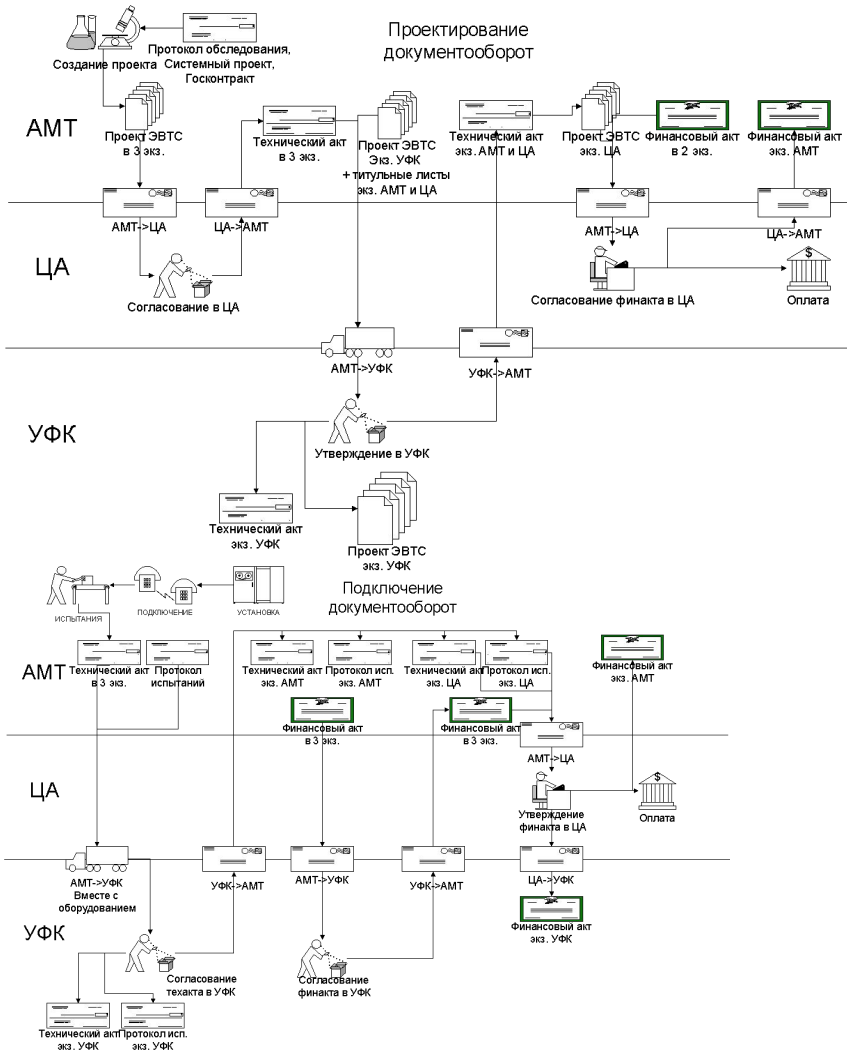 Проектирование
документооборот
Создание проекта
Протокол обследования,
Системный проект,
Госконтракт
АМТ
Проект ЭВТС
в 3 экз.
Технический акт
в 3 экз.
Проект ЭВТС
Экз. УФК
+ титульные листы
экз. АМТ и ЦА
Технический акт
экз. АМТ и ЦА
Проект ЭВТС
экз. ЦА
Финансовый акт
в 2 экз.
Финансовый акт
экз. АМТ
АМТ->ЦА
ЦА->АМТ
АМТ->ЦА
ЦА->АМТ
ЦА
Согласование в ЦА
Согласование финакта в ЦА
$
Оплата
АМТ->УФК
УФК->АМТ
УФК
Утверждение в УФК
Технический акт
экз. УФК
Проект ЭВТС
экз. УФК
Подключение
документооборот
ИСПЫТАНИЯ
ПОДКЛЮЧЕНИЕ
УСТАНОВКА
АМТ
Технический акт
в 3 экз.
Протокол
испытаний
Технический акт
экз. АМТ
Протокол исп.
экз. АМТ
Технический акт
экз. ЦА
Протокол исп.
экз. ЦА
Финансовый акт
экз. АМТ
Финансовый акт
в 3 экз.
Финансовый акт
в 3 экз.
АМТ->ЦА
ЦА
Утверждение
финакта в ЦА
$
Оплата
АМТ->УФК
Вместе с
оборудованием
УФК->АМТ
АМТ->УФК
УФК->АМТ
ЦА->УФК
УФК
Финансовый акт
экз. УФК
Согласование
техакта в УФК
Согласование
финакта в УФК
Технический акт
экз. УФК
Протокол исп.
экз. УФК